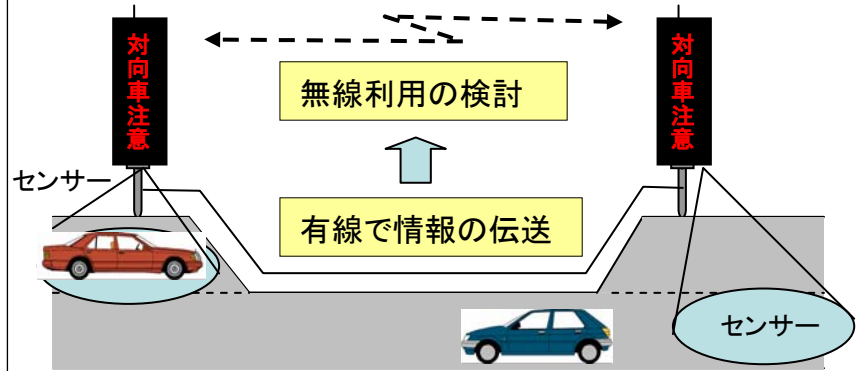 対向車注意
対向車注意
無線利用の検討
センサー
有線で情報の伝送
センサー